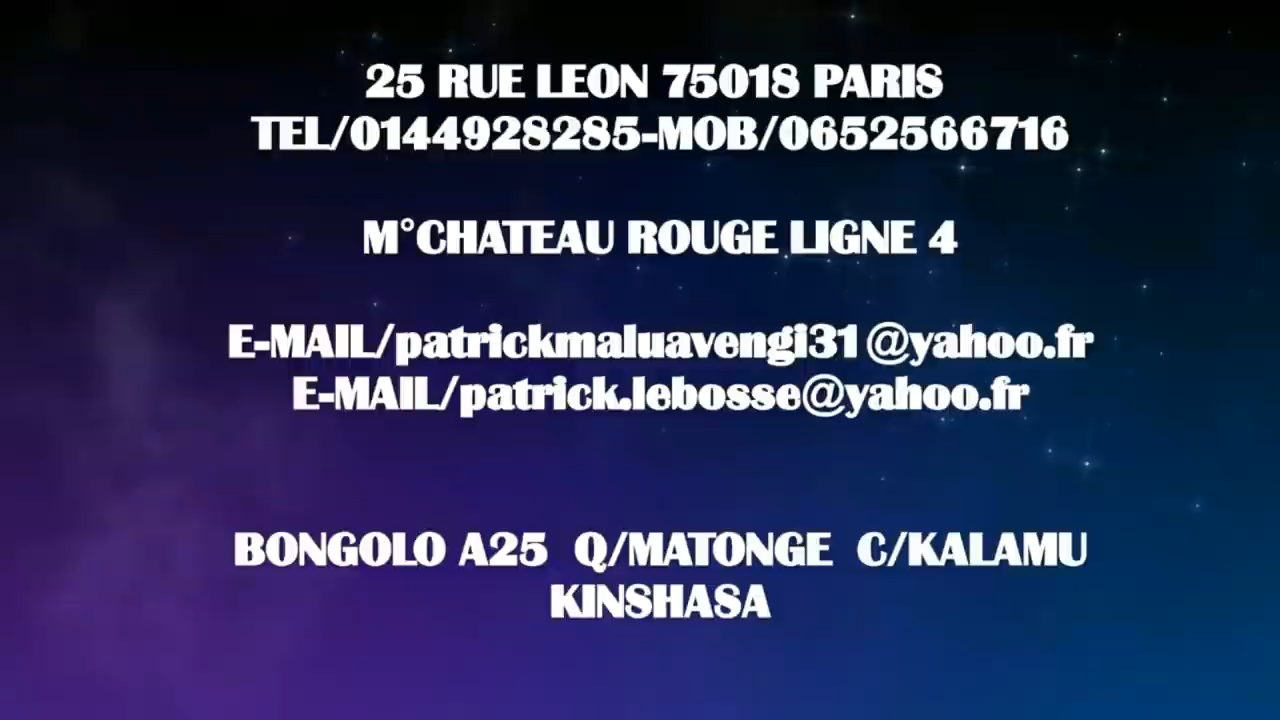 25 RUE LEON 75018 PARIS
TEL/0144928285-MOB/0652566716
M°CHATEAU ROUGE LIGNE 4
E-MAIL/patrickmaluavengi31@yahoo.fr
E-MAIL/patrick.lebosse@yahoo.fr
BONGOLO A25 Q/MATONGE C/KALAMU
KINSHASA